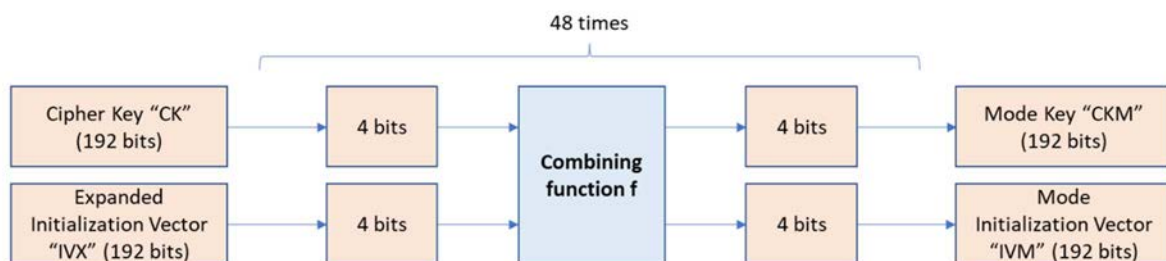 48 times
Cipher Key “CK”
(192 bits)
4 bits
Combining
function f
4 bits
Mode Key “CKM”
(192 bits)
Expanded
Initialization Vector
“IVX” (192 bits)
4 bits
4 bits
Mode
Initialization Vector
“IVM” (192 bits)